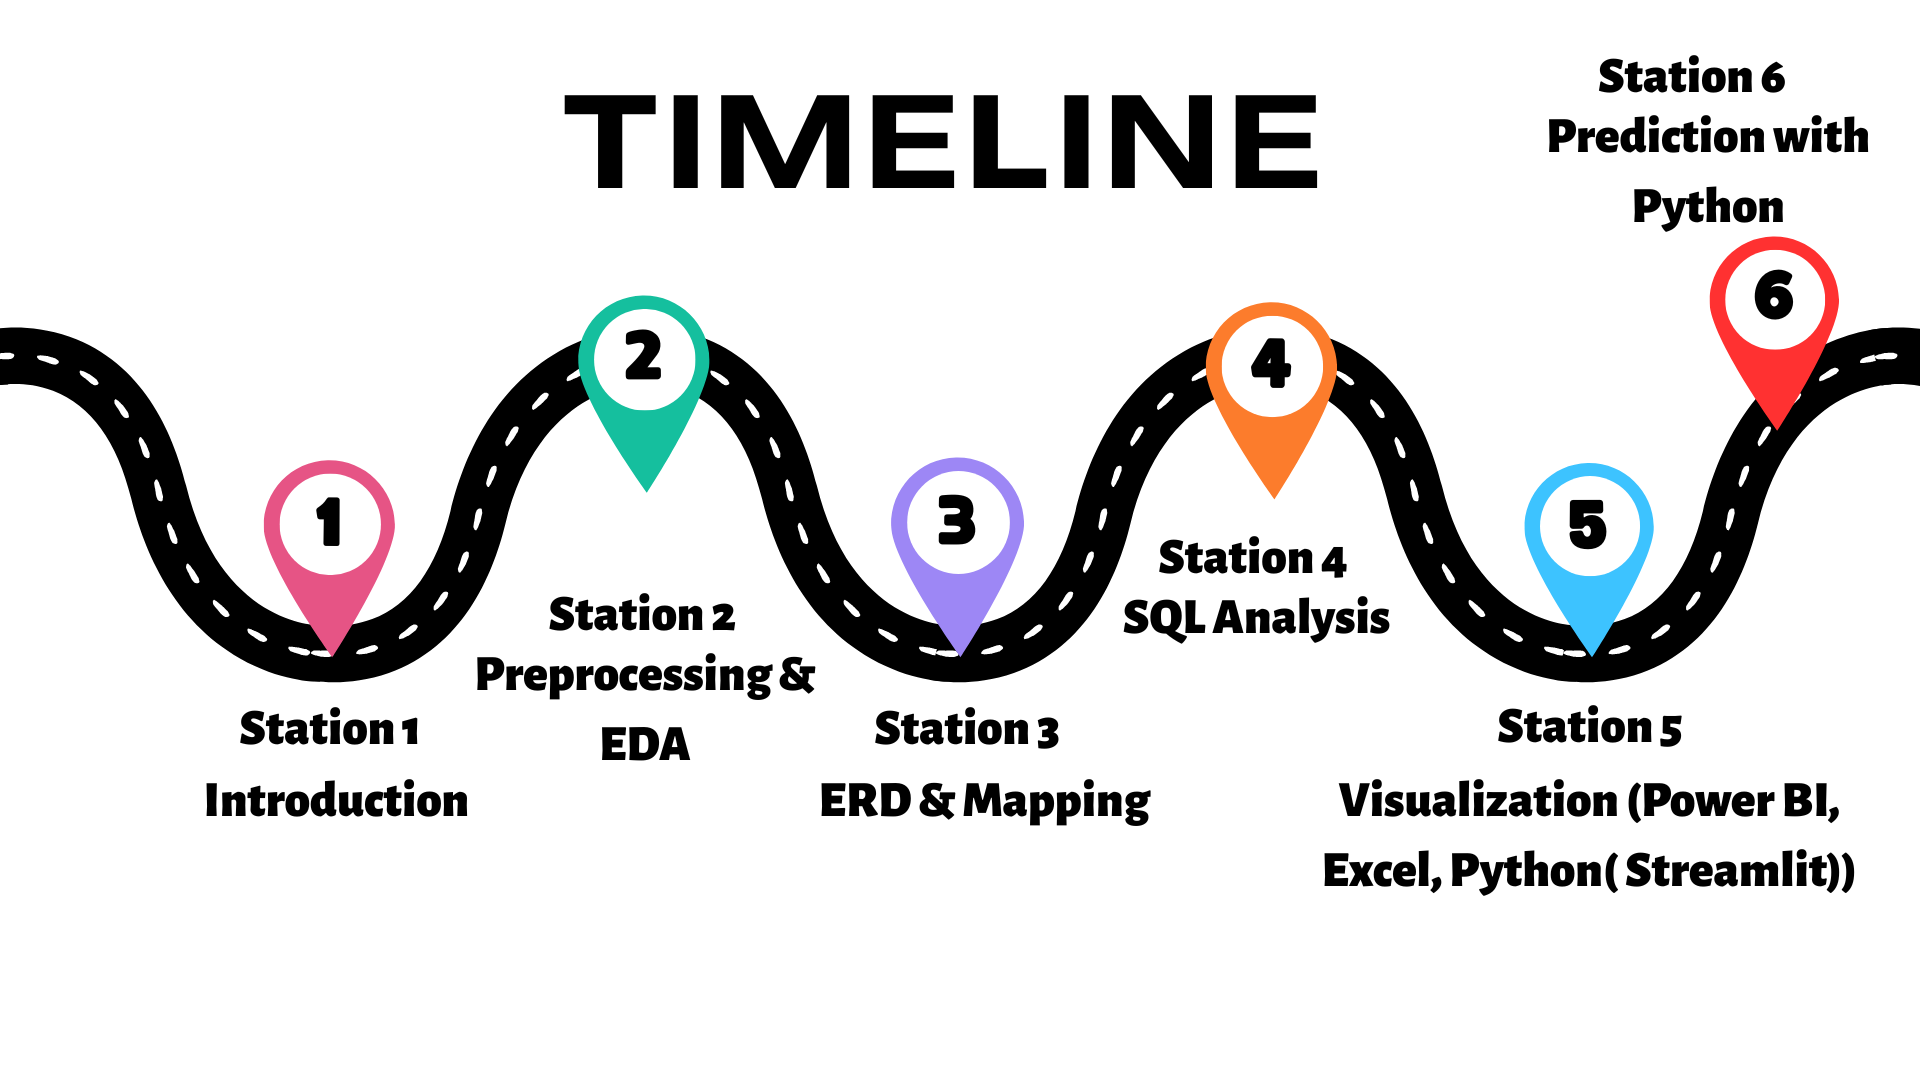 TIMELINE
1
Station 1
Introduction
2
Station 2
Preprocessing &
EDA
3
Station 3
ERD & Mapping
4
Station 4
SQL Analysis
5
Station 5
Visualization (Power BI,
Excel, Python( Streamlit))
Station 6
Prediction with
Python
6